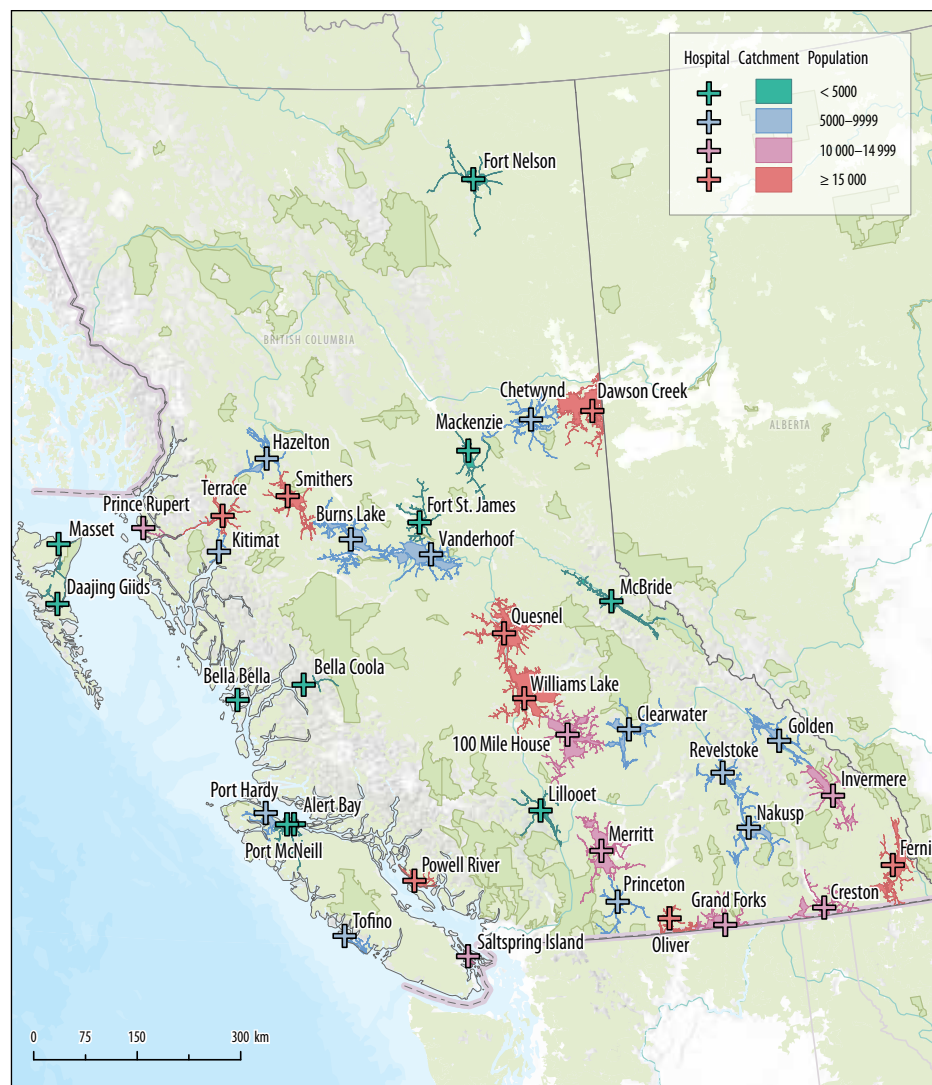 Hospital Catchment Population
< 5000
5000–9999
10 000–14 999
≥ 15 000
Fort Nelson
BRITISH COLUMBIA
Chetwynd
Dawson Creek
Mackenzie
ALBERTA
Hazelton
Smithers
Terrace
Prince Rupert
Burns Lake
Fort St. James
Masset
Kitimat
Vanderhoof
Daajing Giids
McBride
Quesnel
Bella Coola
Bella Bella
Williams Lake
Clearwater
Golden
100 Mile House
Revelstoke
Invermere
Port Hardy
Alert Bay
Lillooet
Nakusp
Merritt
Port McNeill
Powell River
Fernie
Princeton
Grand Forks
Creston
Tofino
Saltspring Island
Oliver
0 75 150 300 km